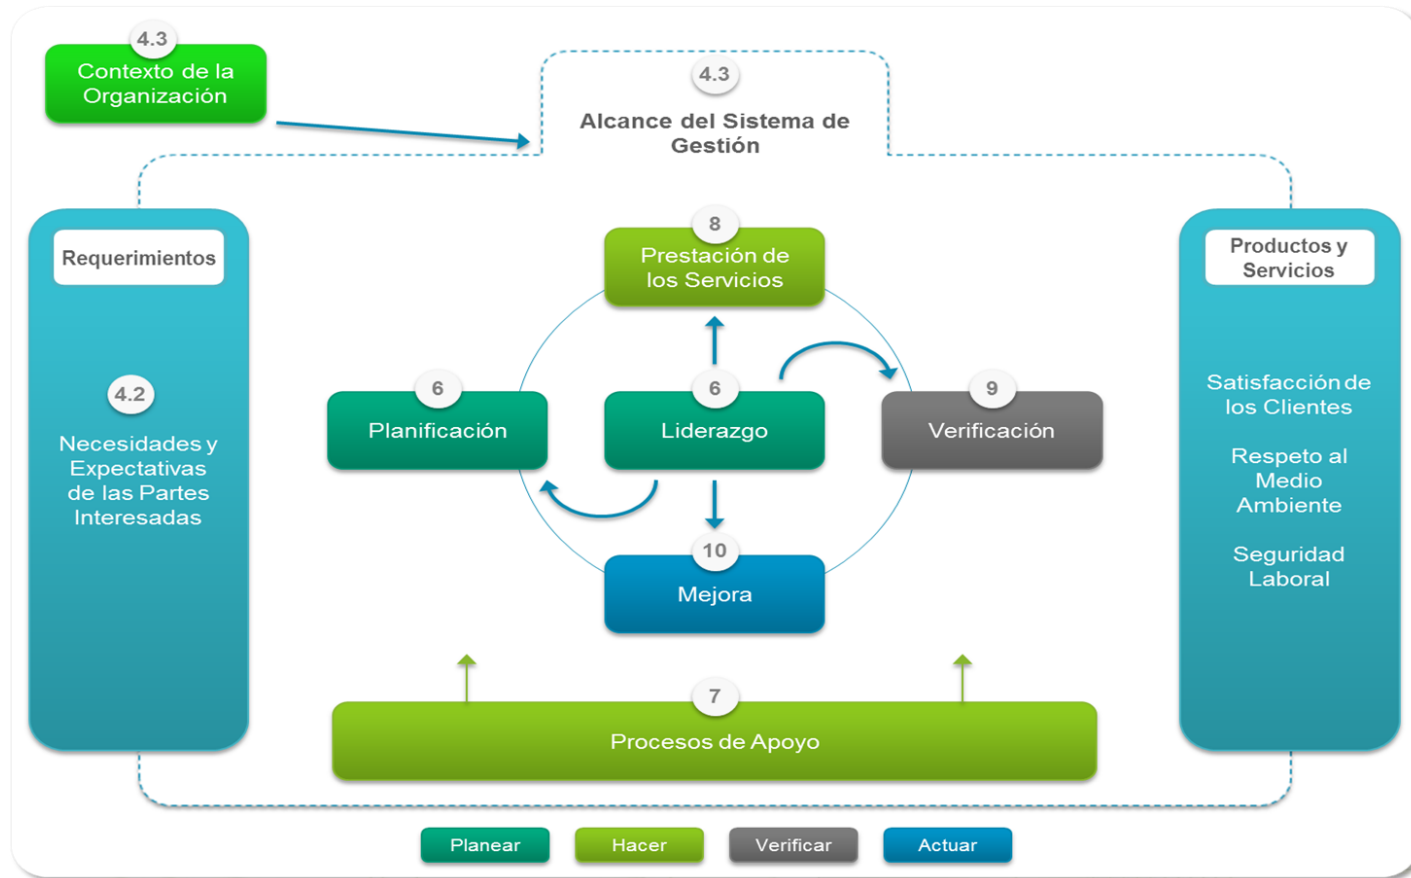 4.3
Contexto de la
Organización
4.3
Alcance del Sistema de
Gestión
Requerimientos
4.2
Necesidades y
Expectativas
de las Partes
Interesadas
8
Prestación de
los Servicios
6
Planificación
6
Liderazgo
9
Verificación
10
Mejora
7
Procesos de Apoyo
Productos y
Servicios
Satisfacción de
los Clientes
Respeto al
Medio
Ambiente
Seguridad
Laboral
Planear
Hacer
Verificar
Actuar